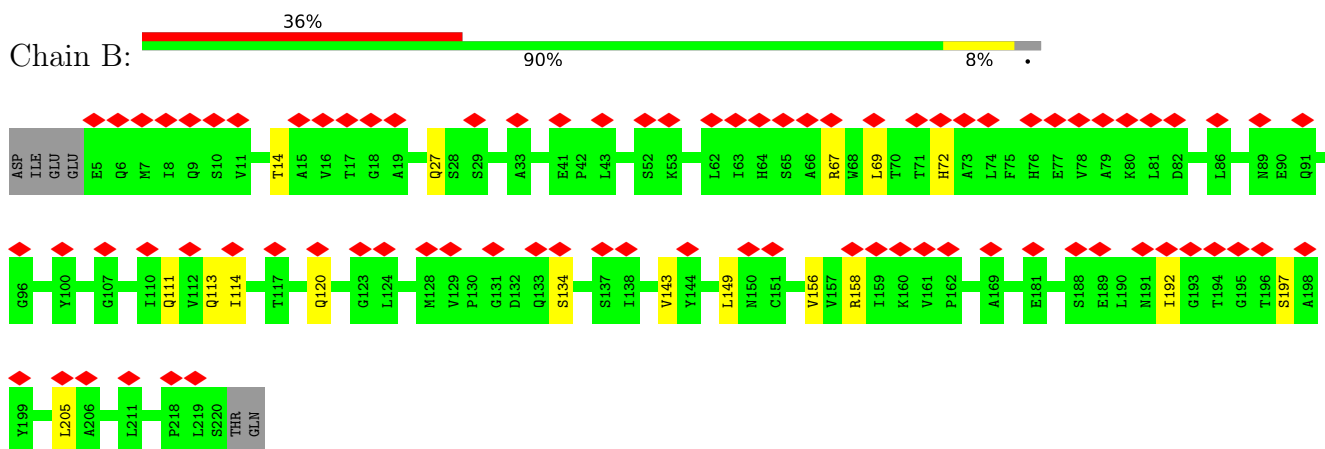 36%
Chain B:
90% 8% •
ASP ILE GLU GLU E5 Q6 M7 I8 Q9 S10 V11 T14 A15 V16 T17 G18 A19 Q27 S28 S29 A33 E41 P42 L43 S52 K53 L62 I63 H64 S65 A66 R67 W68 L69 T70 T71 H72 A73 L74 F75 H76 E77 V78 A79 K80 L81 D82 L86 N89 E90 Q91
G96 Y100 G107 I110 Q111 V112 Q113 I114 T117 Q120 G123 L124 M128 V129 P130 G131 D132 Q133 S134 S137 I138 V143 Y144 L149 N150 C151 V156 V157 R158 I159 K160 V161 P162 A169 E181 S188 E189 L190 N191 I192 G193 T194 G195 T196 S197 A198
Y199 L205 A206 L211 P218 L219 S220 THR GLN